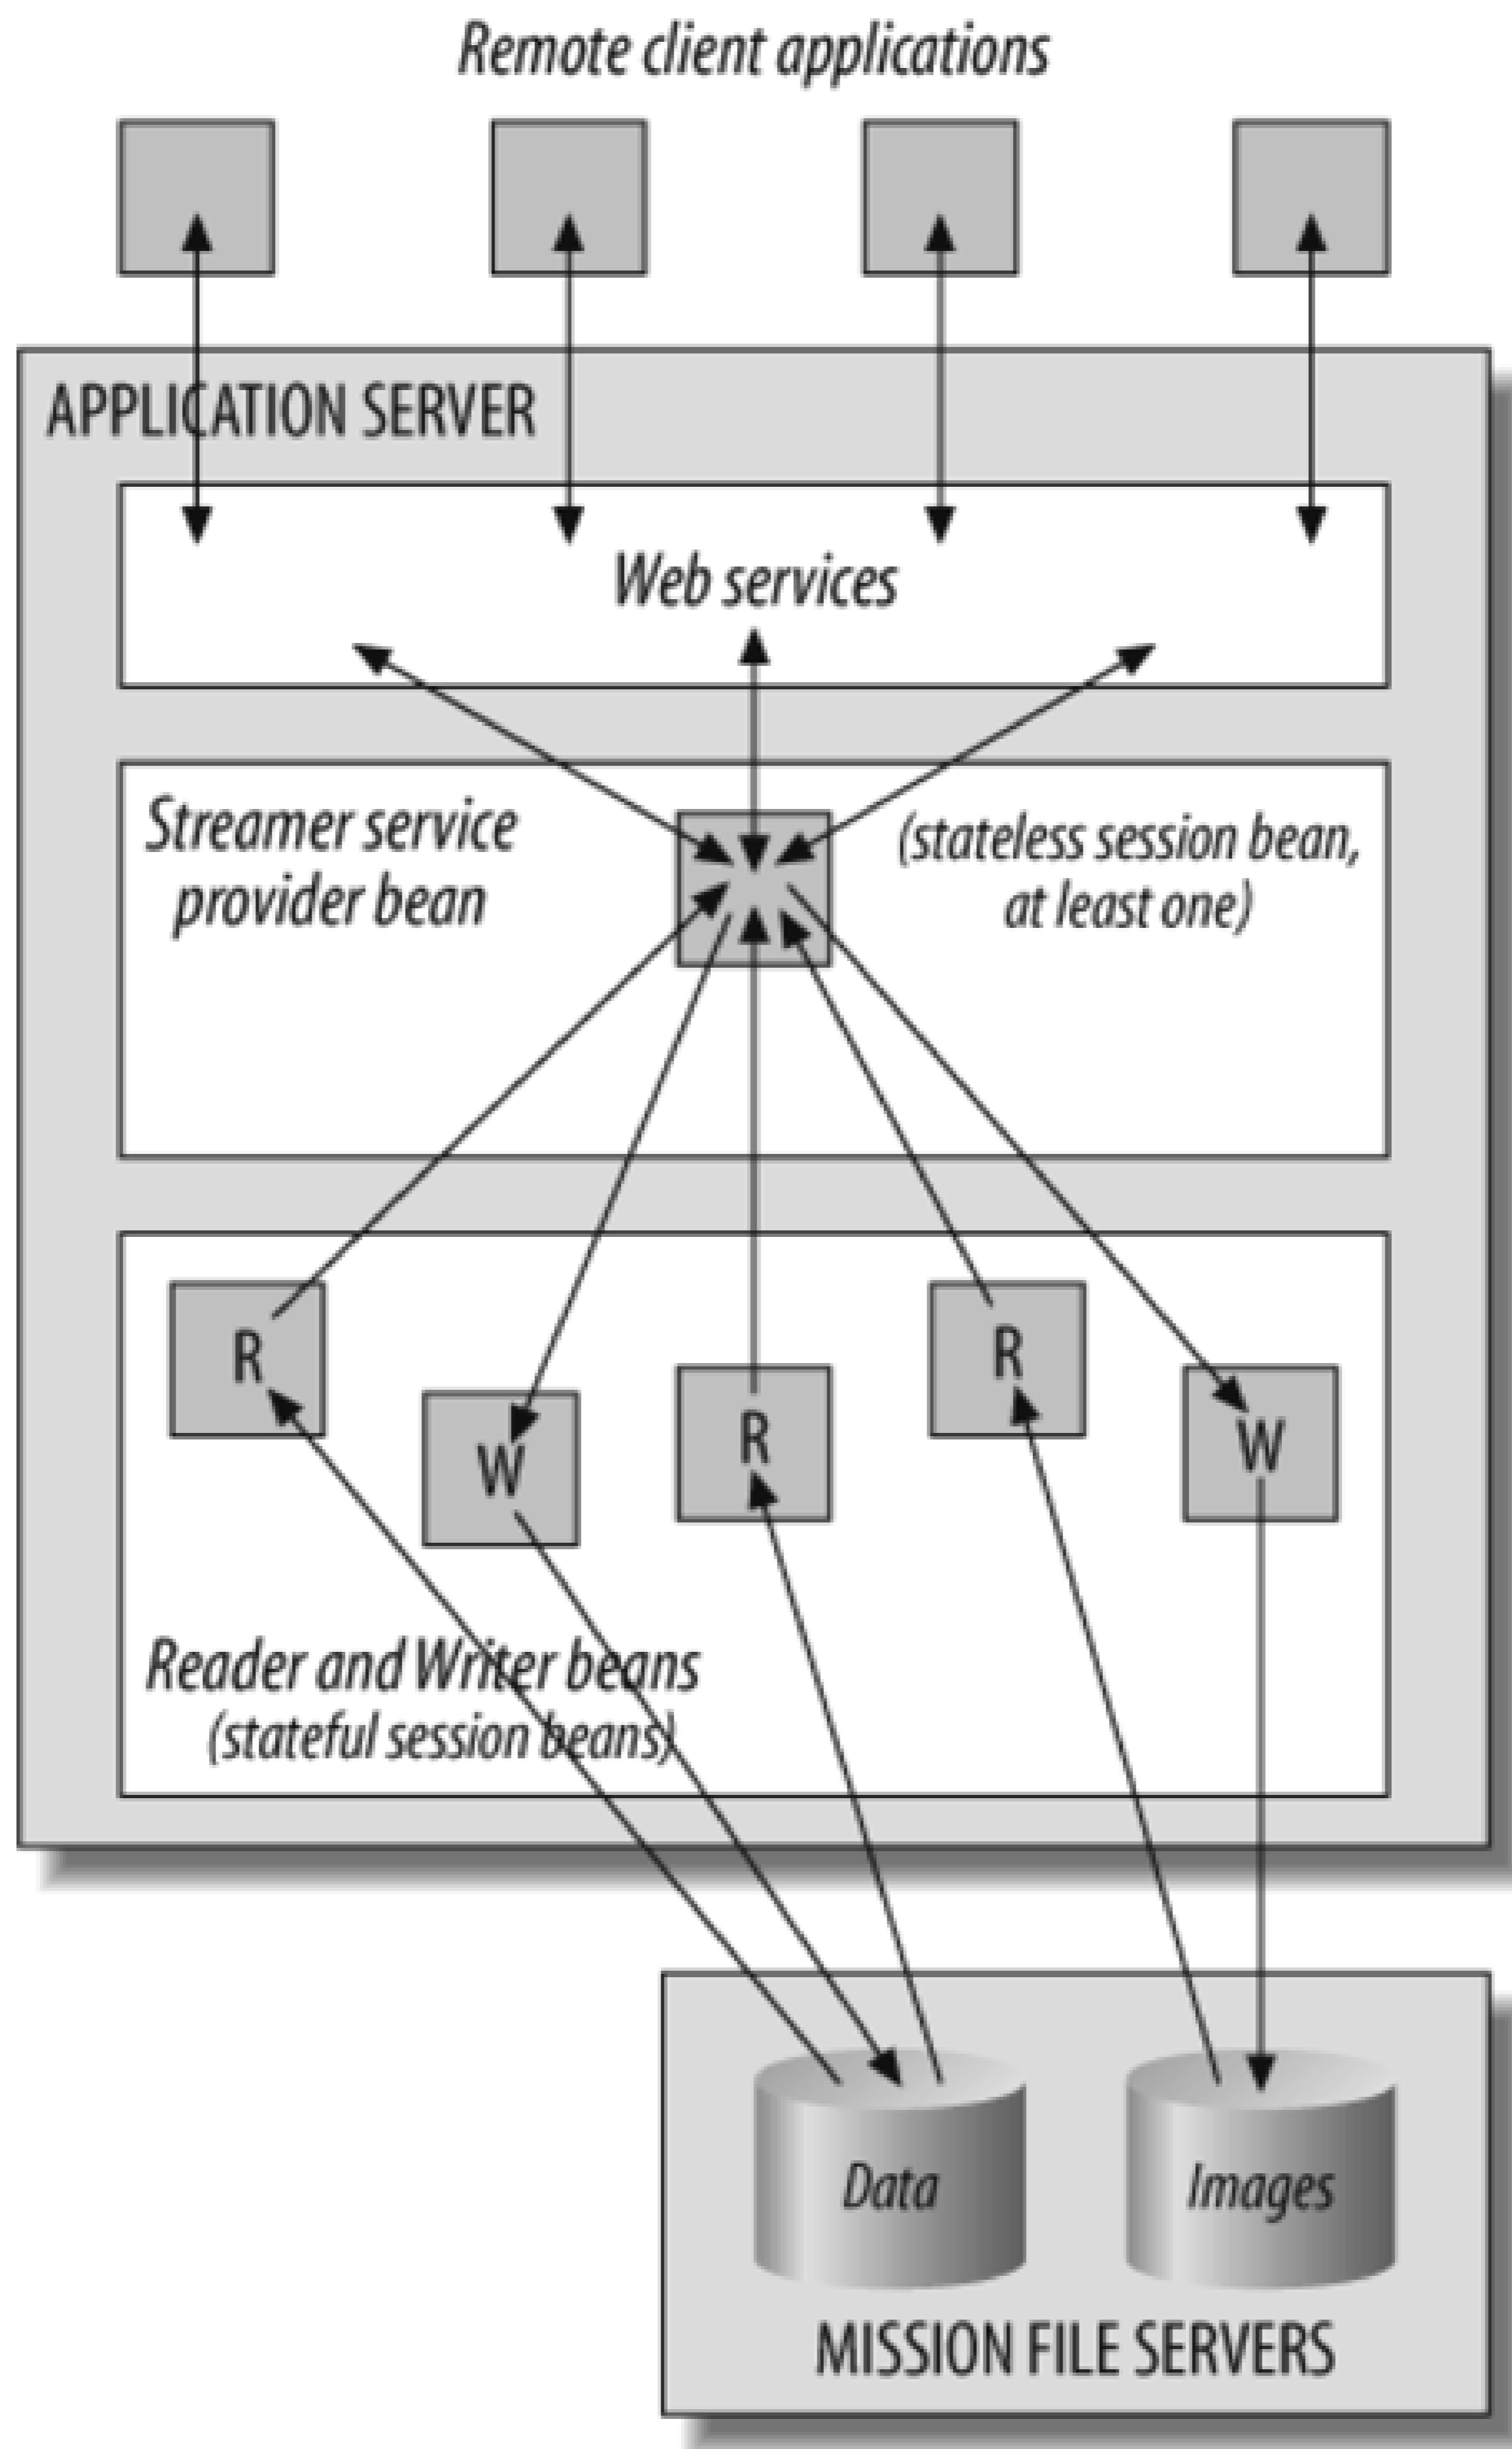 Remote client applications
APPLICATION SERVER
Web services
Streamer service
provider bean
(stateless session bean,
at least one)
R
W
R
R
W
Reader and Writer beans
(stateful session beans)
Data
Images
MISSION FILE SERVERS